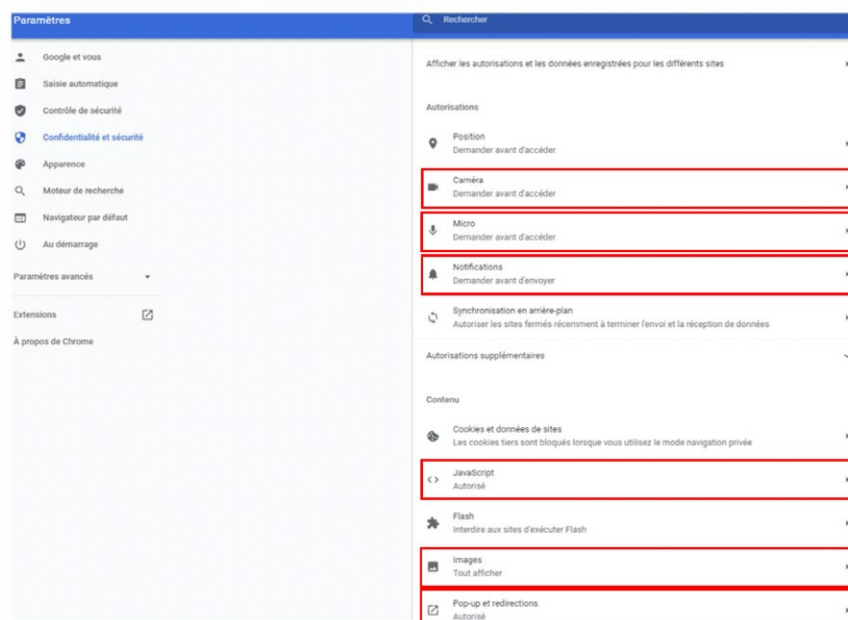 Paramètres
Rechercher
Google et vous
Saisie automatique
Contrôle de sécurité
Confidentialité et sécurité
Apparence
Moteur de recherche
Navigateur par défaut
Au démarrage
Paramètres avancés
Extensions
À propos de Chrome
Afficher les autorisations et les données enregistrées pour les différents sites
Autorisations
Position
Demander avant d'accéder
Caméra
Demander avant d'accéder
Micro
Demander avant d'accéder
Notifications
Demander avant d'envoyer
Synchronisation en arrière-plan
Autoriser les sites fermés récemment à terminer l'envoi et la réception de données
Autorisations supplémentaires
Contenu
Cookies et données de sites
Les cookies tiers sont bloqués lorsque vous utilisez le mode navigation privée
JavaScript
Autorisé
Flash
Interdire aux sites d'exécuter Flash
Images
Tout afficher
Pop-up et redirections
Autorisé